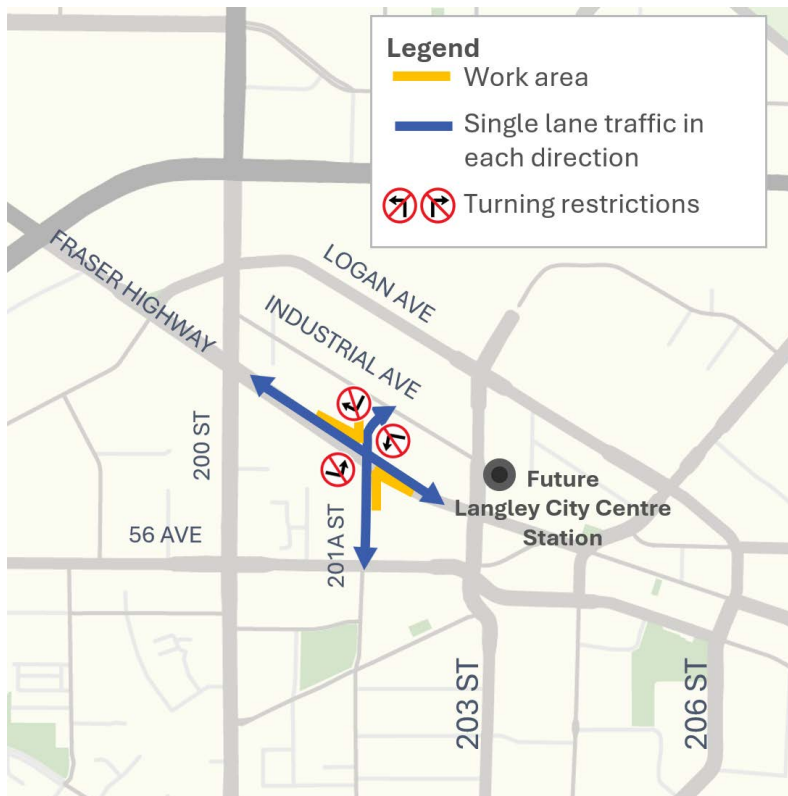 Legend
Work area
Single lane traffic in
each direction
Turning restrictions
FRASER HIGHWAY
LOGAN AVE
INDUSTRIAL AVE
200 ST
Future
Langley City Centre
Station
56 AVE
201A ST
203 ST
206 ST